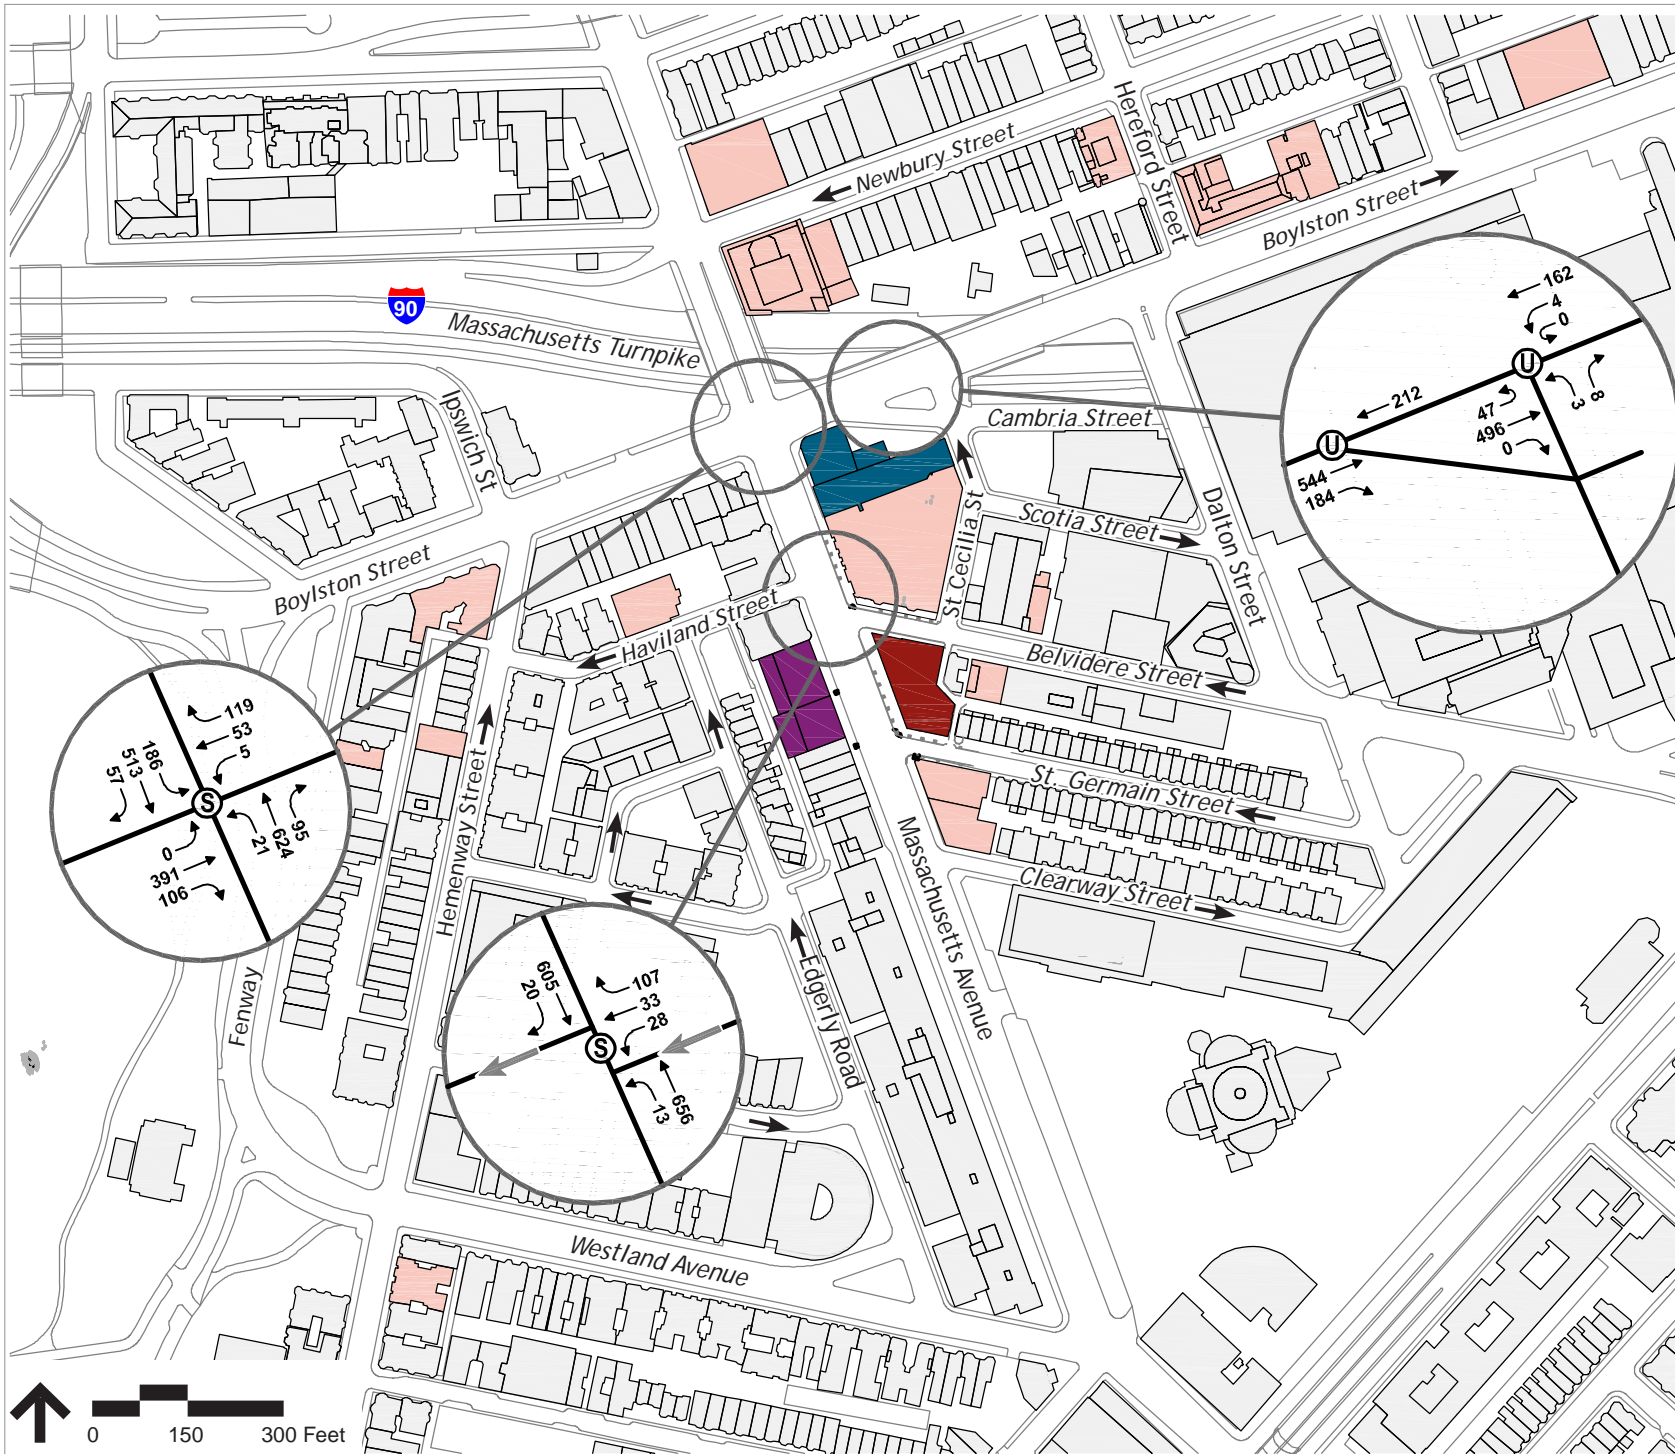 Hereford Street
Newbury Street
Boylston Street
90
Massachusetts Turnpike
Ipswich St
Cambria Street
162
4
0
U
8
3
212
47
496
0
U
544
184
Scotia Street
Dalton Street
St Cecilia St
Boylston Street
Haviland Street
Belvidere Street
St. Germain Street
Clearway Street
Hemenway Street
Massachusetts Avenue
Edgerly Road
Fenway
119
53
5
186
513
57
S
95
624
21
0
391
106
605
20
107
33
28
S
656
13
Westland Avenue
0 150 300 Feet